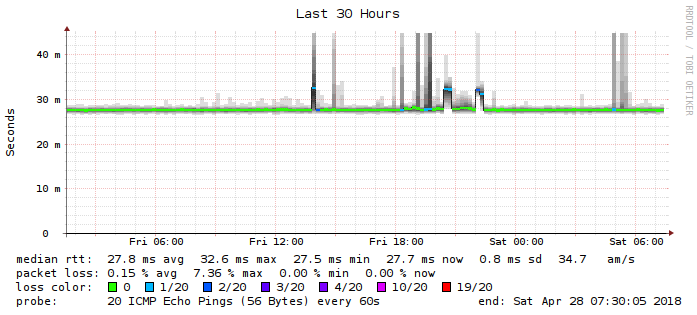 Last 30 Hours
RRDTOOL / TOBI OETIKER
Seconds
40 m
30 m
20 m
10 m
0
Fri 06:00 Fri 12:00 Fri 18:00 Sat 00:00 Sat 06:00
median rtt: 27.8 ms avg 32.6 ms max 27.5 ms min 27.7 ms now 0.8 ms sd 34.7 am/s
packet loss: 0.15 % avg 7.36 % max 0.00 % min 0.00 % now
loss color: 0 1/20 2/20 3/20 4/20 10/20 19/20
probe: 20 ICMP Echo Pings (56 Bytes) every 60s end: Sat Apr 28 07:30:05 2018